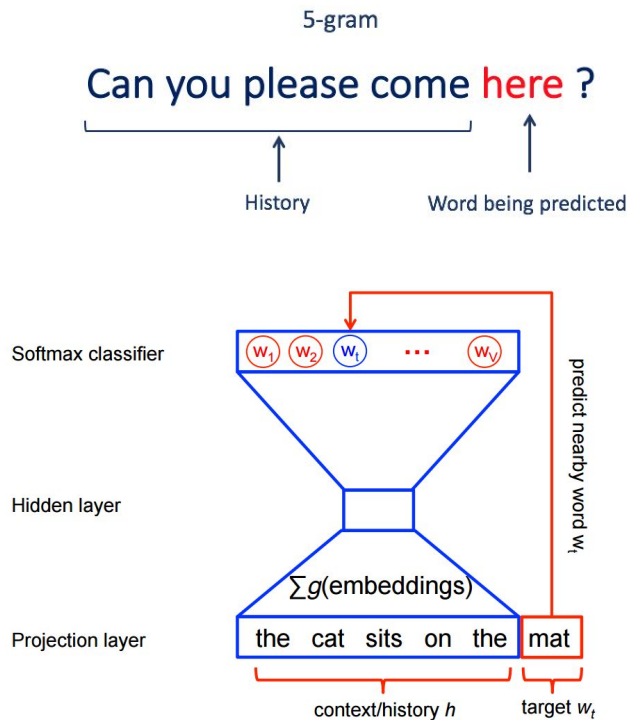 5-gram
Can you please come here ?
History
Word being predicted
Softmax classifier
w1 w2 wt ... wV
predict nearby word wt
Hidden layer
∑g(embeddings)
Projection layer
the cat sits on the mat
context/history h
target wt